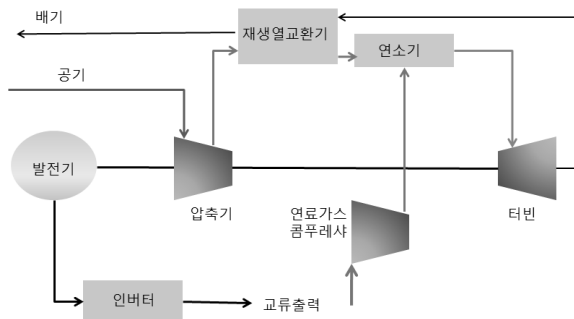 배기
재생열교환기
연소기
공기
발전기
압축기
연료가스
콤푸레샤
터빈
인버터
교류출력